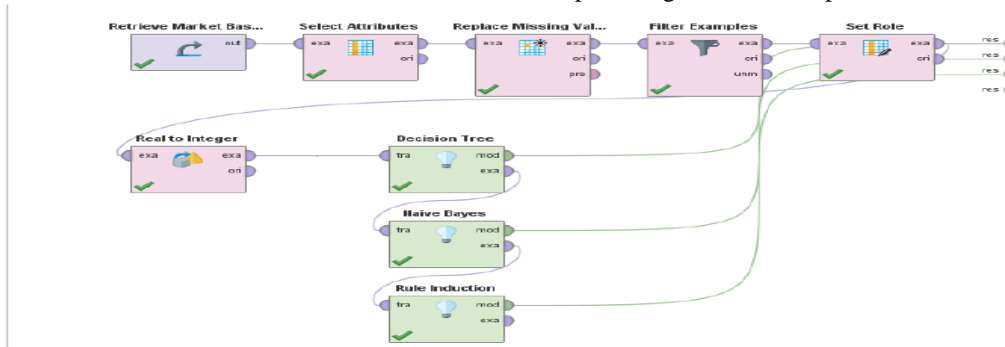 Retrieve Market Bas...
Select Attributes
Replace Missing Val...
Filter Examples
Set Role
out
exa
exa
ori
exa
exa
ori
pre
exa
exa
ori
unm
exa
exa
ori
res
res
res
res
Real to Integer
exa
exa
ori
Decision Tree
tra
mod
exa
Naive Bayes
tra
mod
exa
Rule Induction
tra
mod
exa